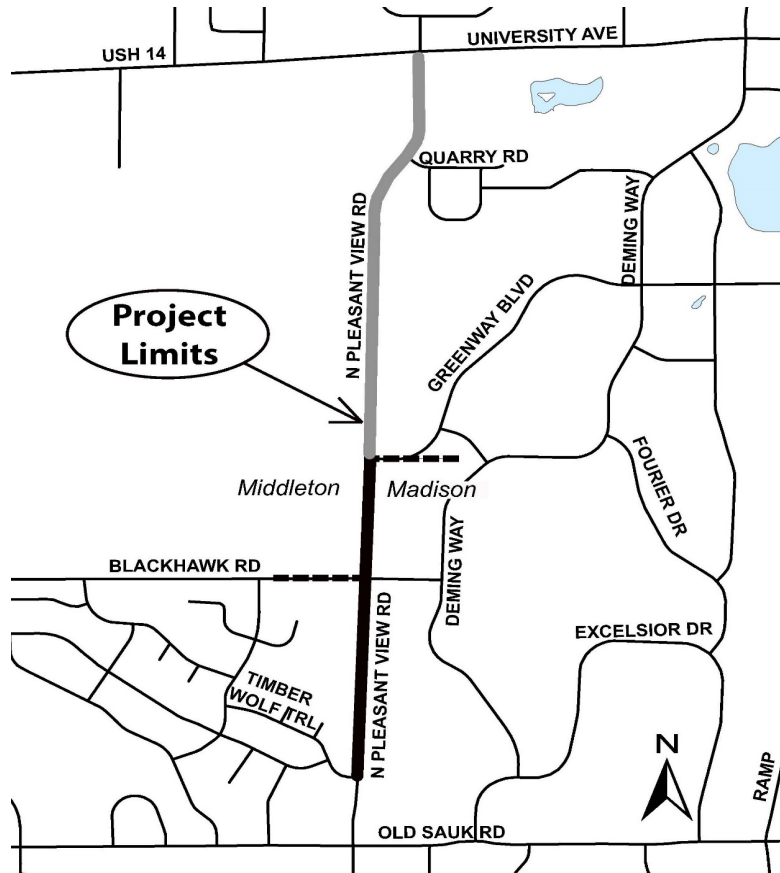 UNIVERSITY AVE
USH 14
QUARRY RD
DEMING WAY
N PLEASANT VIEW RD
GREENWAY BLVD
Project
Limits
Middleton
Madison
FOURIER DR
BLACKHAWK RD
DEMING WAY
N PLEASANT VIEW RD
EXCELSIOR DR
TIMBER
WOLF TRL
N
RAMP
OLD SAUK RD